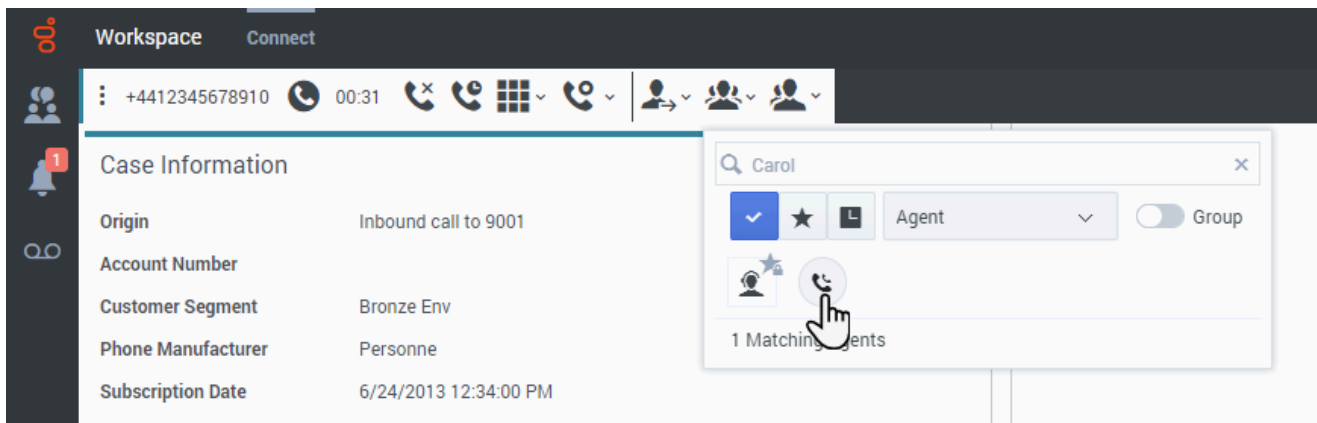 Workspace Connect
+4412345678910 00:31
1
Case Information
Origin Inbound call to 9001
Account Number
Customer Segment Bronze Env
Phone Manufacturer Personne
Subscription Date 6/24/2013 12:34:00 PM
Carol
Agent Group
1 Matching